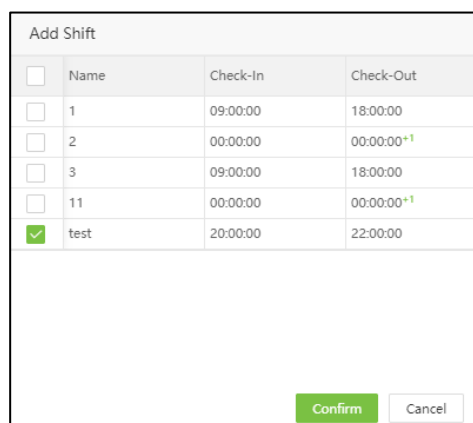 Add Shift
Name Check-In Check-Out
1 09:00:00 18:00:00
2 00:00:00 00:00:00+1
3 09:00:00 18:00:00
11 00:00:00 00:00:00+1
test 20:00:00 22:00:00
Confirm Cancel